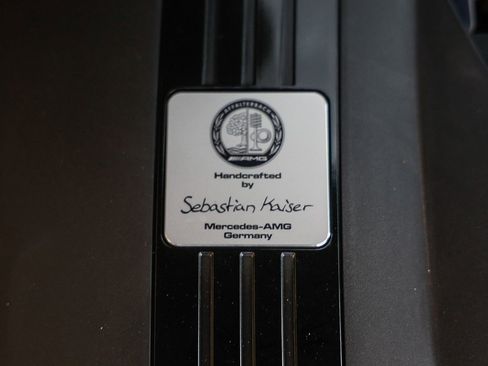 AFFALTERBACH
AMG
Handcrafted
by
Sebastian Kaiser
Mercedes-AMG
Germany